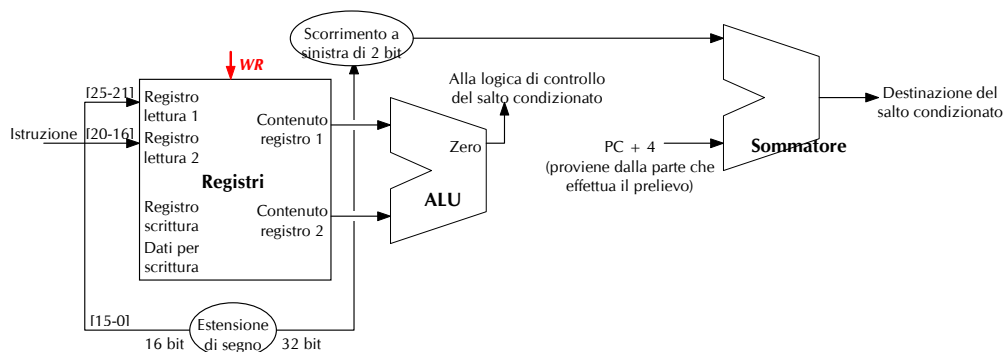 Scorrimento a
sinistra di 2 bit
WR
Alla logica di controllo
del salto condizionato
[25-21]
Registro
lettura 1
Istruzione
[20-16]
Registro
lettura 2
Contenuto
registro 1
Zero
Registri
ALU
Registro
scrittura
Contenuto
registro 2
Dati per
scrittura
[15-0]
16 bit
Estensione
di segno
32 bit
PC + 4
(proviene dalla parte che
effettua il prelievo)
Sommatore
Destinazione del
salto condizionato